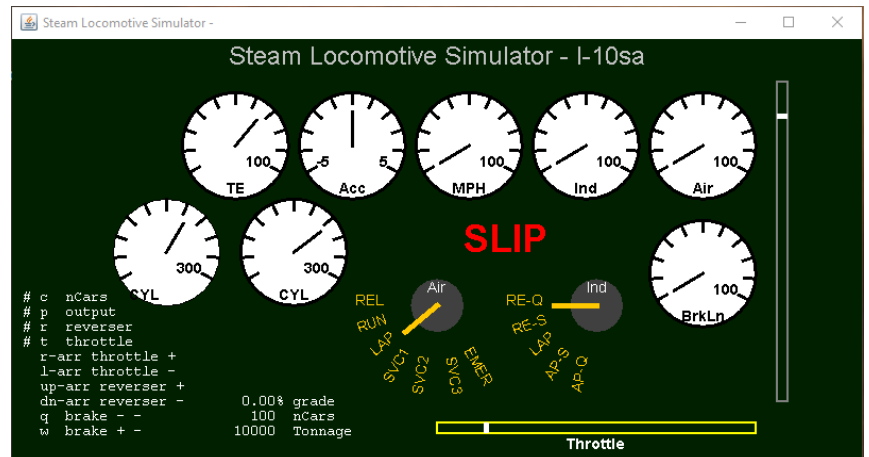 Steam Locomotive Simulator -
Steam Locomotive Simulator - I-10sa
100
TE
-5 5
Acc
100
MPH
100
Ind
100
Air
300
CYL
300
CYL
SLIP
100
BrkLn
Air
REL
RUN
LAP
SVC1
SVC2
SVC3
EMER
Ind
RE-Q
RE-S
LAP
AP-S
AP-Q
# c nCars
# p output
# r reverser
# t throttle
r-arr throttle +
l-arr throttle -
up-arr reverser +
dn-arr reverser - 0.00% grade
q brake - - 100 nCars
w brake + - 10000 Tonnage
Throttle